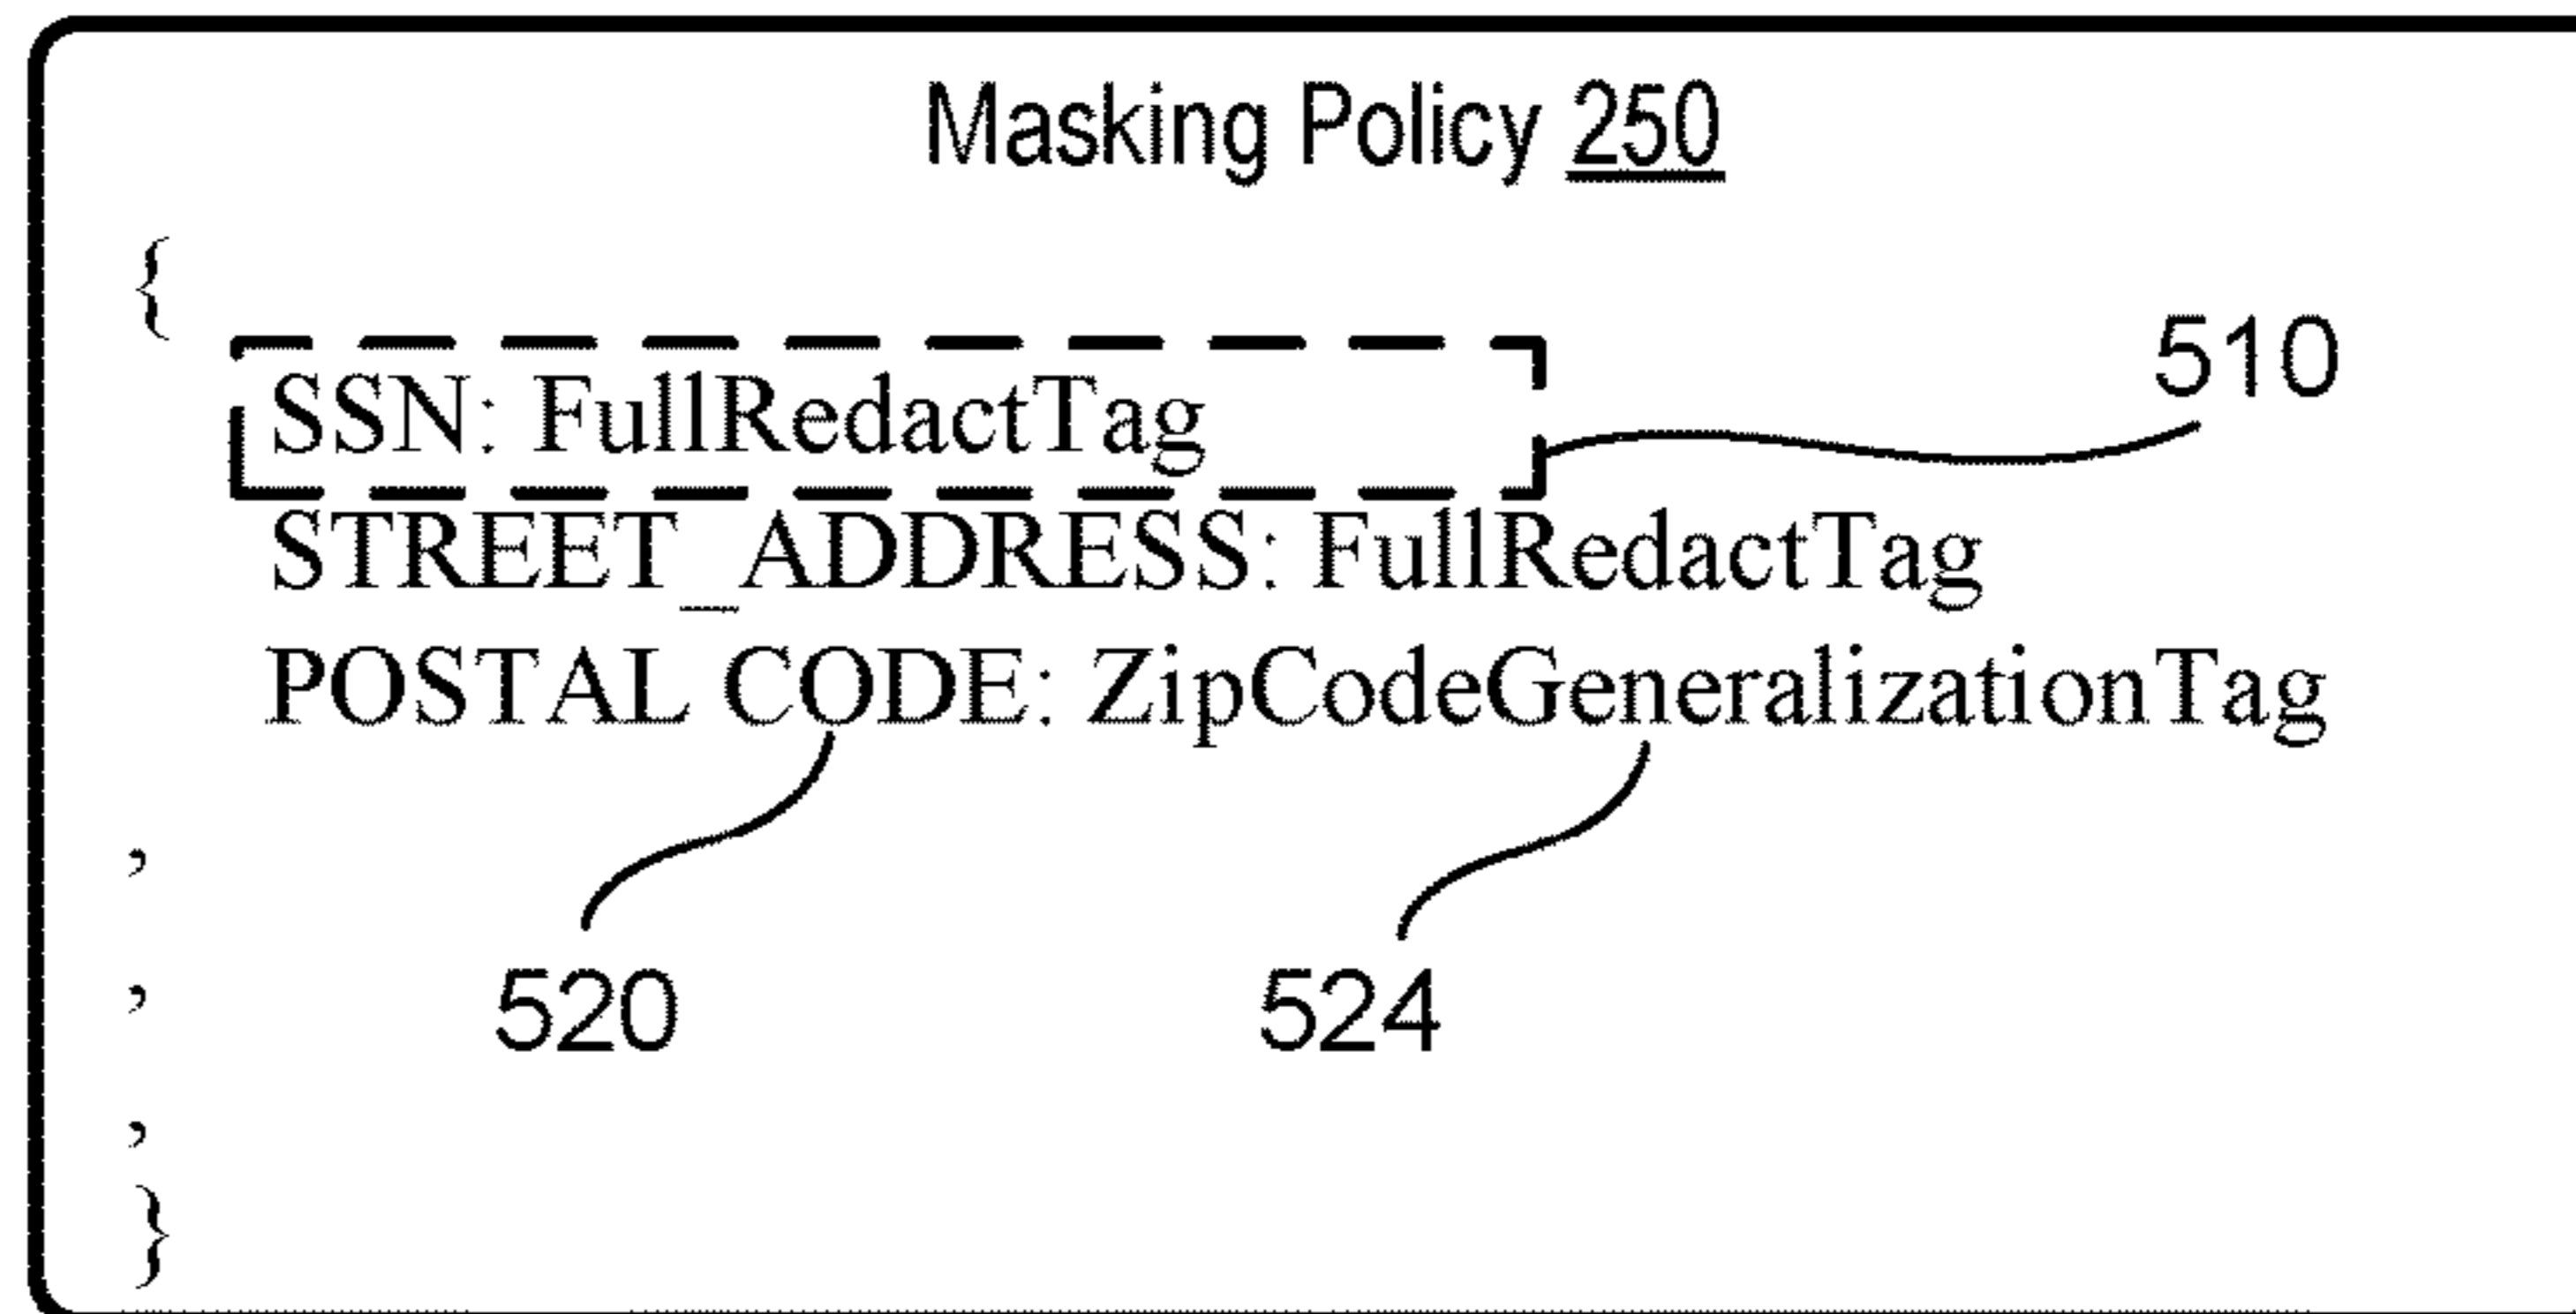 Masking Policy 250
{
SSN: FullRedactTag
510
STREET_ADDRESS: FullRedactTag
POSTAL CODE: ZipCodeGeneralizationTag
,
520 524
,
,
}